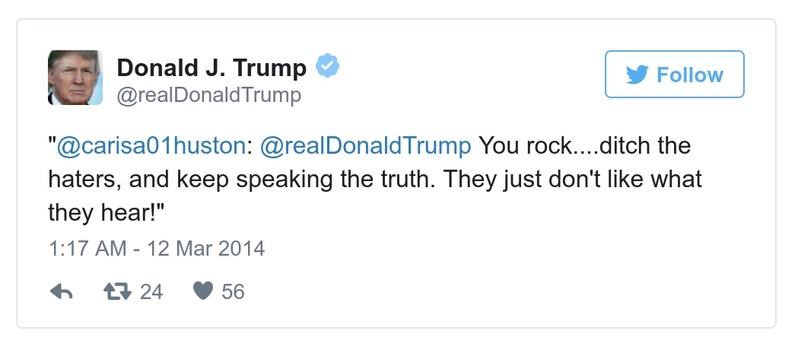 Donald J. Trump
@realDonaldTrump
Follow
"@carisa01huston: @realDonaldTrump You rock....ditch the
haters, and keep speaking the truth. They just don't like what
they hear!"
1:17 AM - 12 Mar 2014
24
56